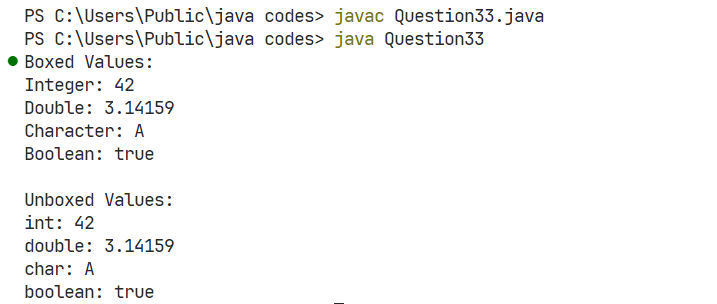 PS C:\Users\Public\java codes> javac Question33.java
PS C:\Users\Public\java codes> java Question33
Boxed Values:
Integer: 42
Double: 3.14159
Character: A
Boolean: true

Unboxed Values:
int: 42
double: 3.14159
char: A
boolean: true